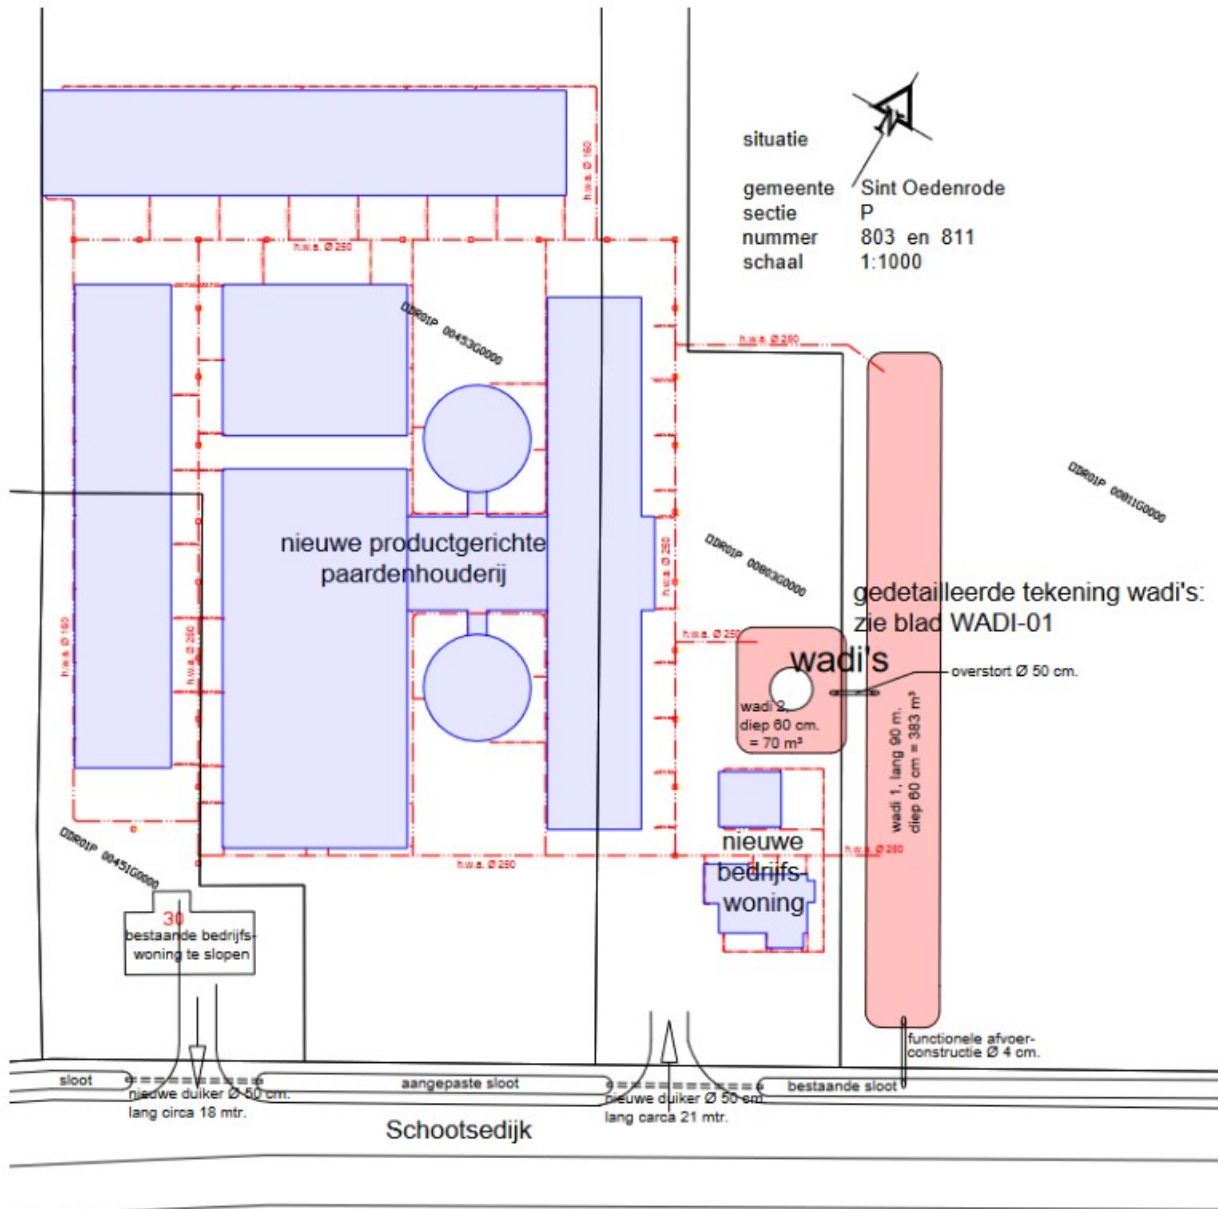 N
situatie
gemeente Sint Oedenrode
sectie P
nummer 803 en 811
schaal 1:1000
h.w.a. Ø 160
h.w.a. Ø 250
ODR01P 00453G0000
h.w.a. Ø 250
ODR01P 00811G0000
nieuwe productgerichte
paardenhouderij
h.w.a. Ø 250
ODR01P 00803G0000
gedetailleerde tekening wadi's:
zie blad WADI-01
h.w.a. Ø 160
h.w.a. Ø 250
h.w.a. Ø 250
wadi's
overstort Ø 50 cm.
wadi 2,
diep 60 cm.
= 70 m³
wadi 1, lang 90 m.
diep 60 cm = 383 m³
ODR01P 00451G0000
h.w.a. Ø 250
nieuwe
bedrijfs-
woning
h.w.a. Ø 250
30
bestaande bedrijfs-
woning te slopen
functionele afvoer-
constructie Ø 4 cm.
sloot
aangepaste sloot
bestaande sloot
nieuwe duiker Ø 50 cm.
lang circa 18 mtr.
nieuwe duiker Ø 50 cm.
lang carca 21 mtr.
Schootsedijk